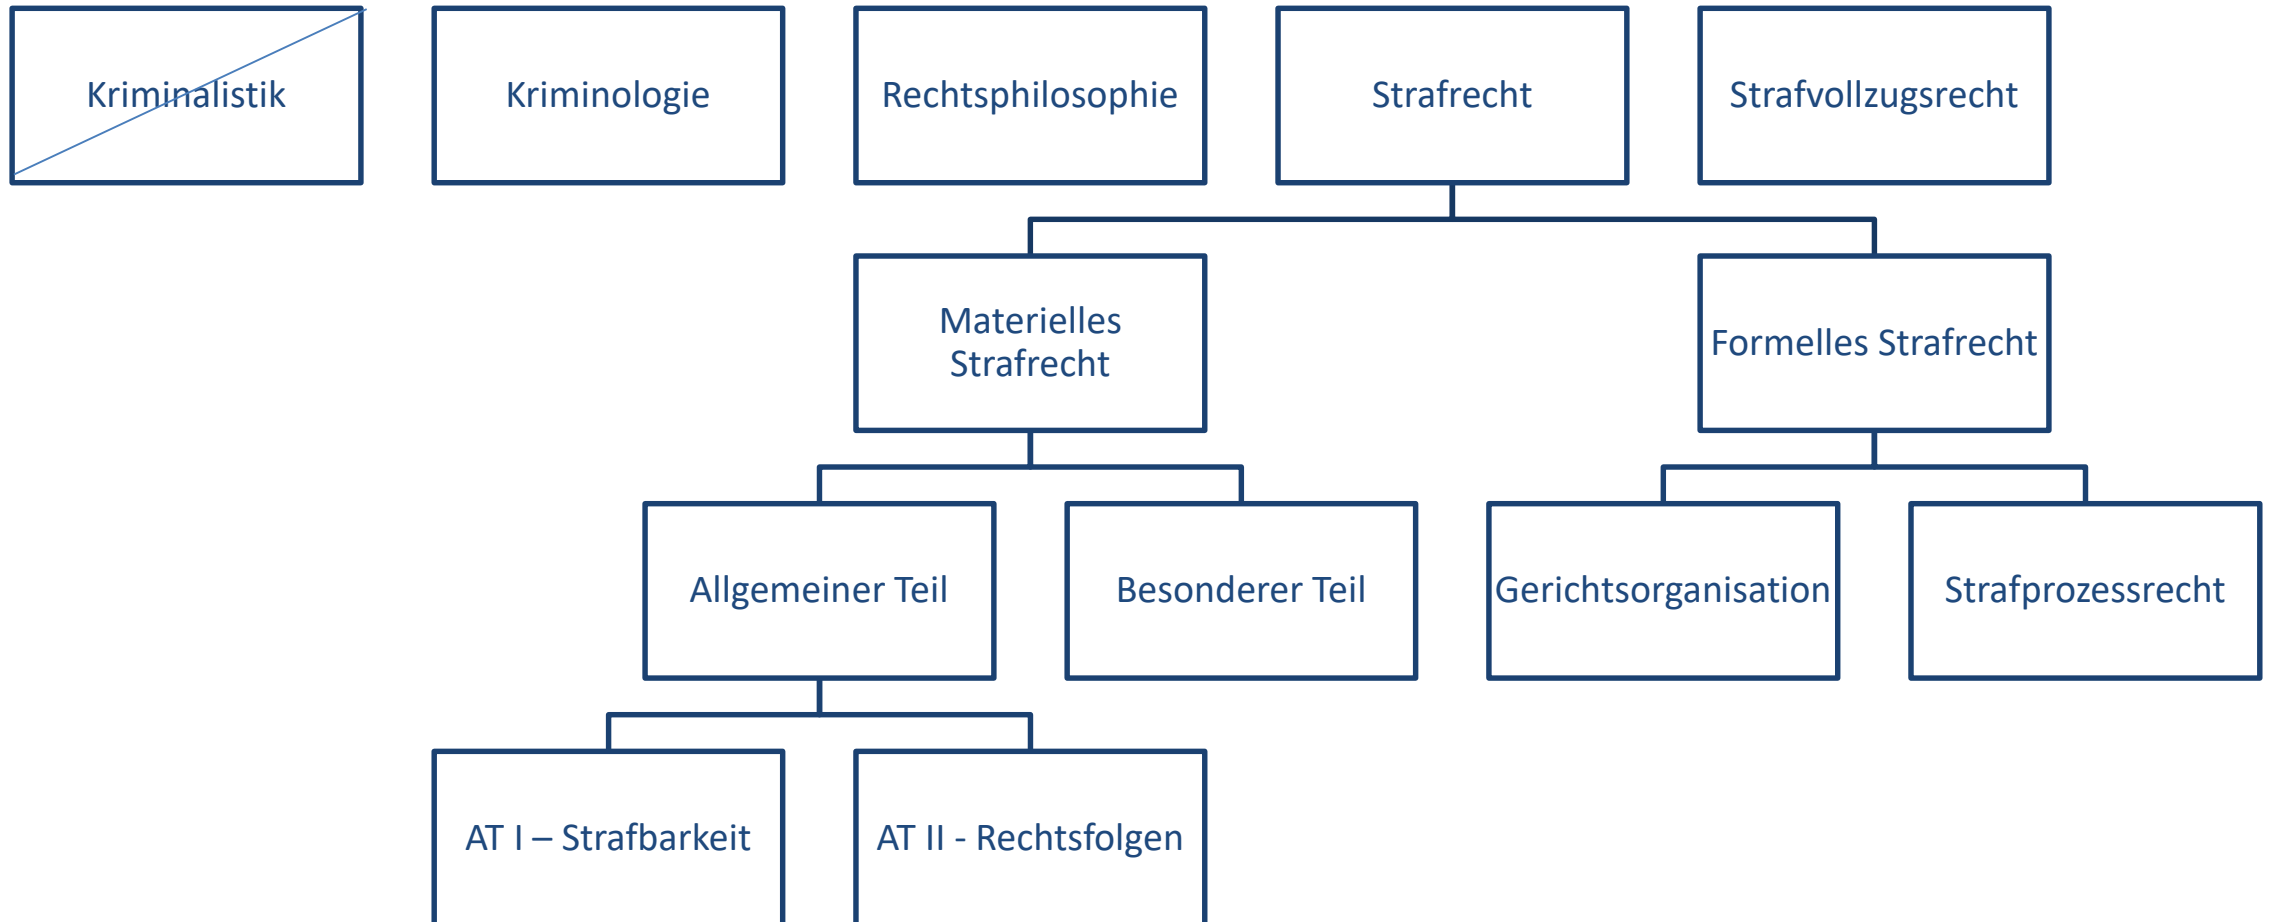 Kriminalistik
Kriminologie
Rechtsphilosophie
Strafrecht
Strafvollzugsrecht
Materielles
Strafrecht
Formelles Strafrecht
Allgemeiner Teil
Besonderer Teil
Gerichtsorganisation
Strafprozessrecht
AT I – Strafbarkeit
AT II - Rechtsfolgen